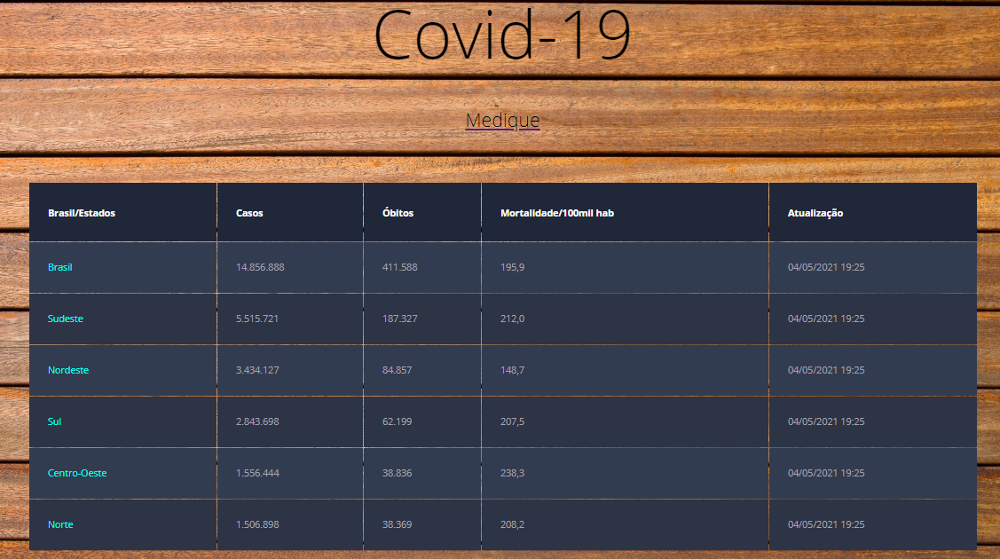 Covid-19
Medique
Brasil/Estados Casos Óbitos Mortalidade/100mil hab Atualização
Brasil 14.856.888 411.588 195,9 04/05/2021 19:25
Sudeste 5.515.721 187.327 212,0 04/05/2021 19:25
Nordeste 3.434.127 84.857 148,7 04/05/2021 19:25
Sul 2.843.698 62.199 207,5 04/05/2021 19:25
Centro-Oeste 1.556.444 38.836 238,3 04/05/2021 19:25
Norte 1.506.898 38.369 208,2 04/05/2021 19:25